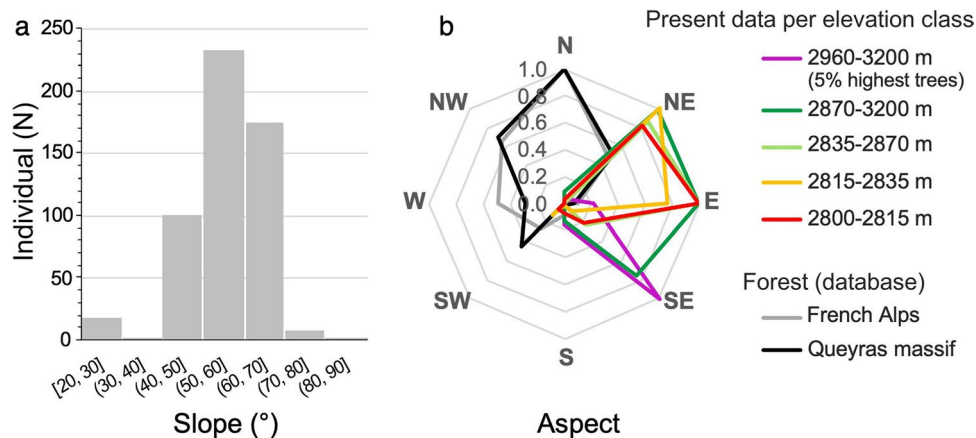 a
250
200
150
100
50
0
Individual (N)
[20, 30]
(30, 40]
(40, 50]
(50, 60]
(60, 70]
(70, 80]
(80, 90]
Slope (°)
b
N
NE
E
SE
S
SW
W
NW
1.0
0.8
0.6
0.4
0.2
0.0
Aspect
Present data per elevation class
2960-3200 m
(5% highest trees)
2870-3200 m
2835-2870 m
2815-2835 m
2800-2815 m
Forest (database)
French Alps
Queyras massif